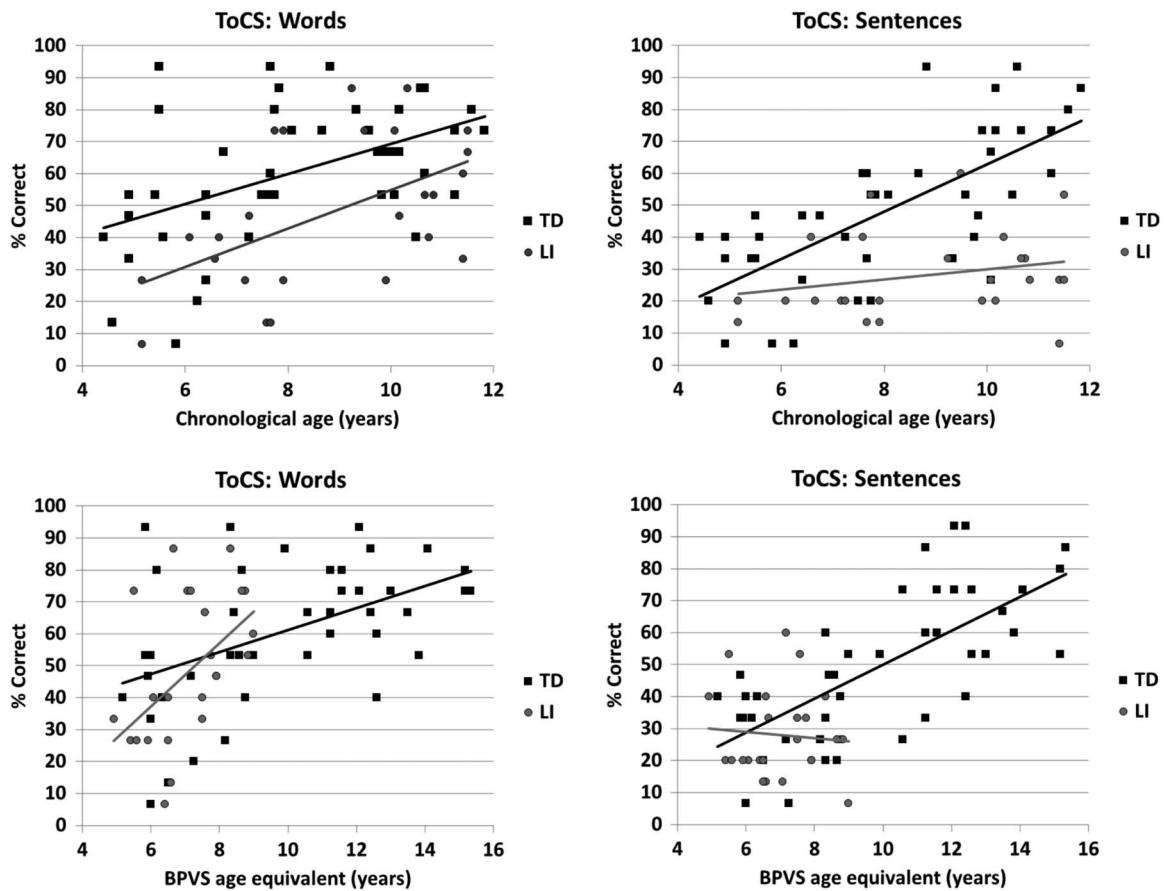 ToCS: Words
% Correct
100
90
80
70
60
50
40
30
20
10
0
4 6 8 10 12
Chronological age (years)
TD
LI
ToCS: Sentences
% Correct
100
90
80
70
60
50
40
30
20
10
0
4 6 8 10 12
Chronological age (years)
TD
LI
ToCS: Words
% Correct
100
90
80
70
60
50
40
30
20
10
0
4 6 8 10 12 14 16
BPVS age equivalent (years)
TD
LI
ToCS: Sentences
% Correct
100
90
80
70
60
50
40
30
20
10
0
4 6 8 10 12 14 16
BPVS age equivalent (years)
TD
LI